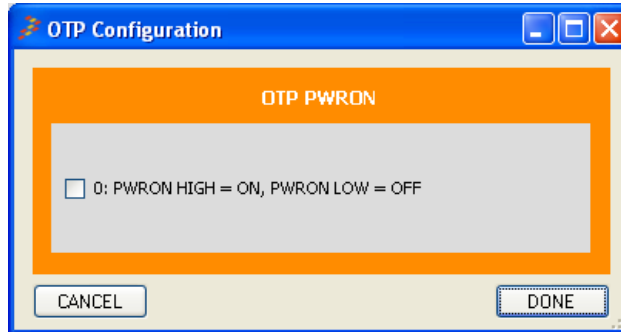 OTP Configuration
OTP PWRON
0: PWRON HIGH = ON, PWRON LOW = OFF
CANCEL
DONE